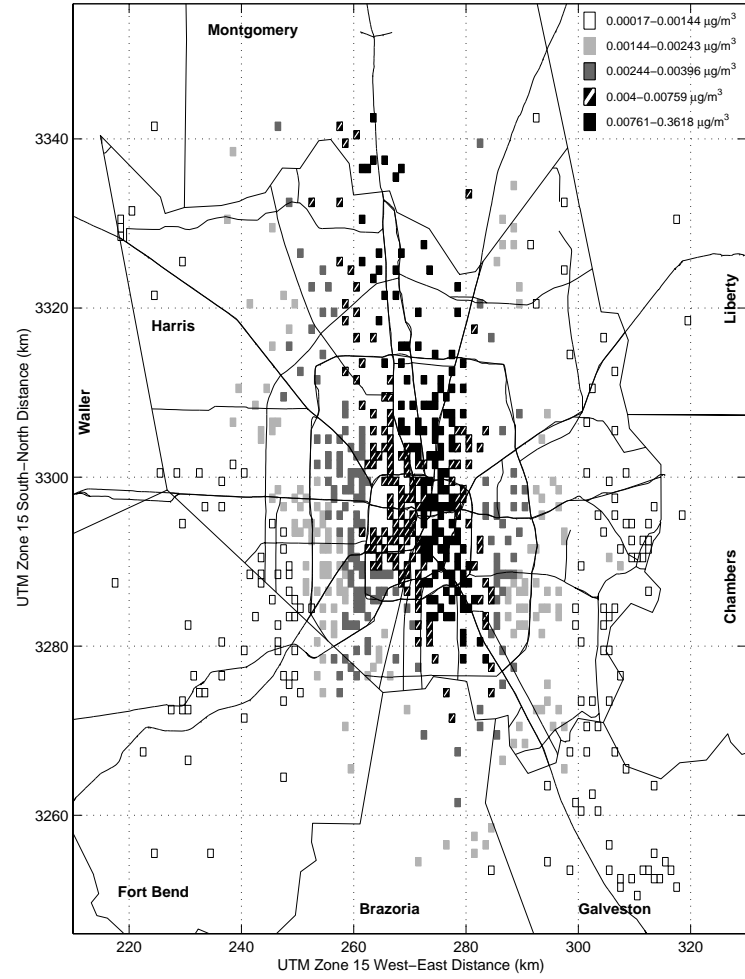 Montgomery
0.00017−0.00144 μg/m³
0.00144−0.00243 μg/m³
0.00244−0.00396 μg/m³
0.004−0.00759 μg/m³
0.00761−0.3618 μg/m³
3340
3320
3300
3280
3260
UTM Zone 15 South−North Distance (km)
Harris
Liberty
Waller
Chambers
Fort Bend
Brazoria
Galveston
220
240
260
280
300
320
UTM Zone 15 West−East Distance (km)